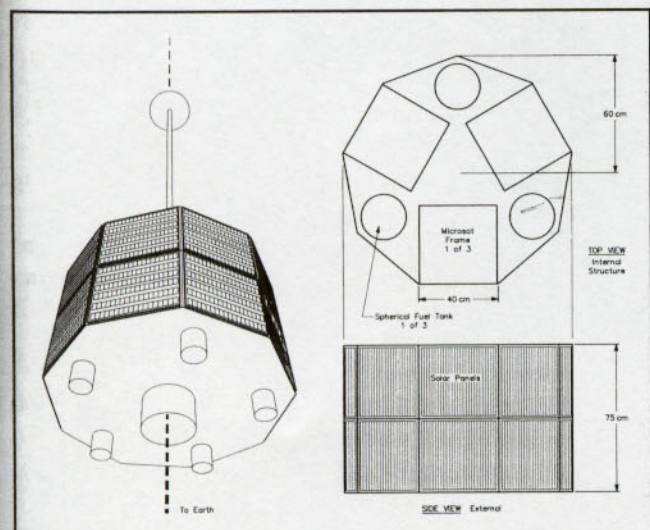 To Earth
60 cm
Microsat
Frame
1 of 3
TOP VIEW
Internal
Structure
40 cm
Spherical Fuel Tank
1 of 3
Solar Panels
75 cm
SIDE VIEW External